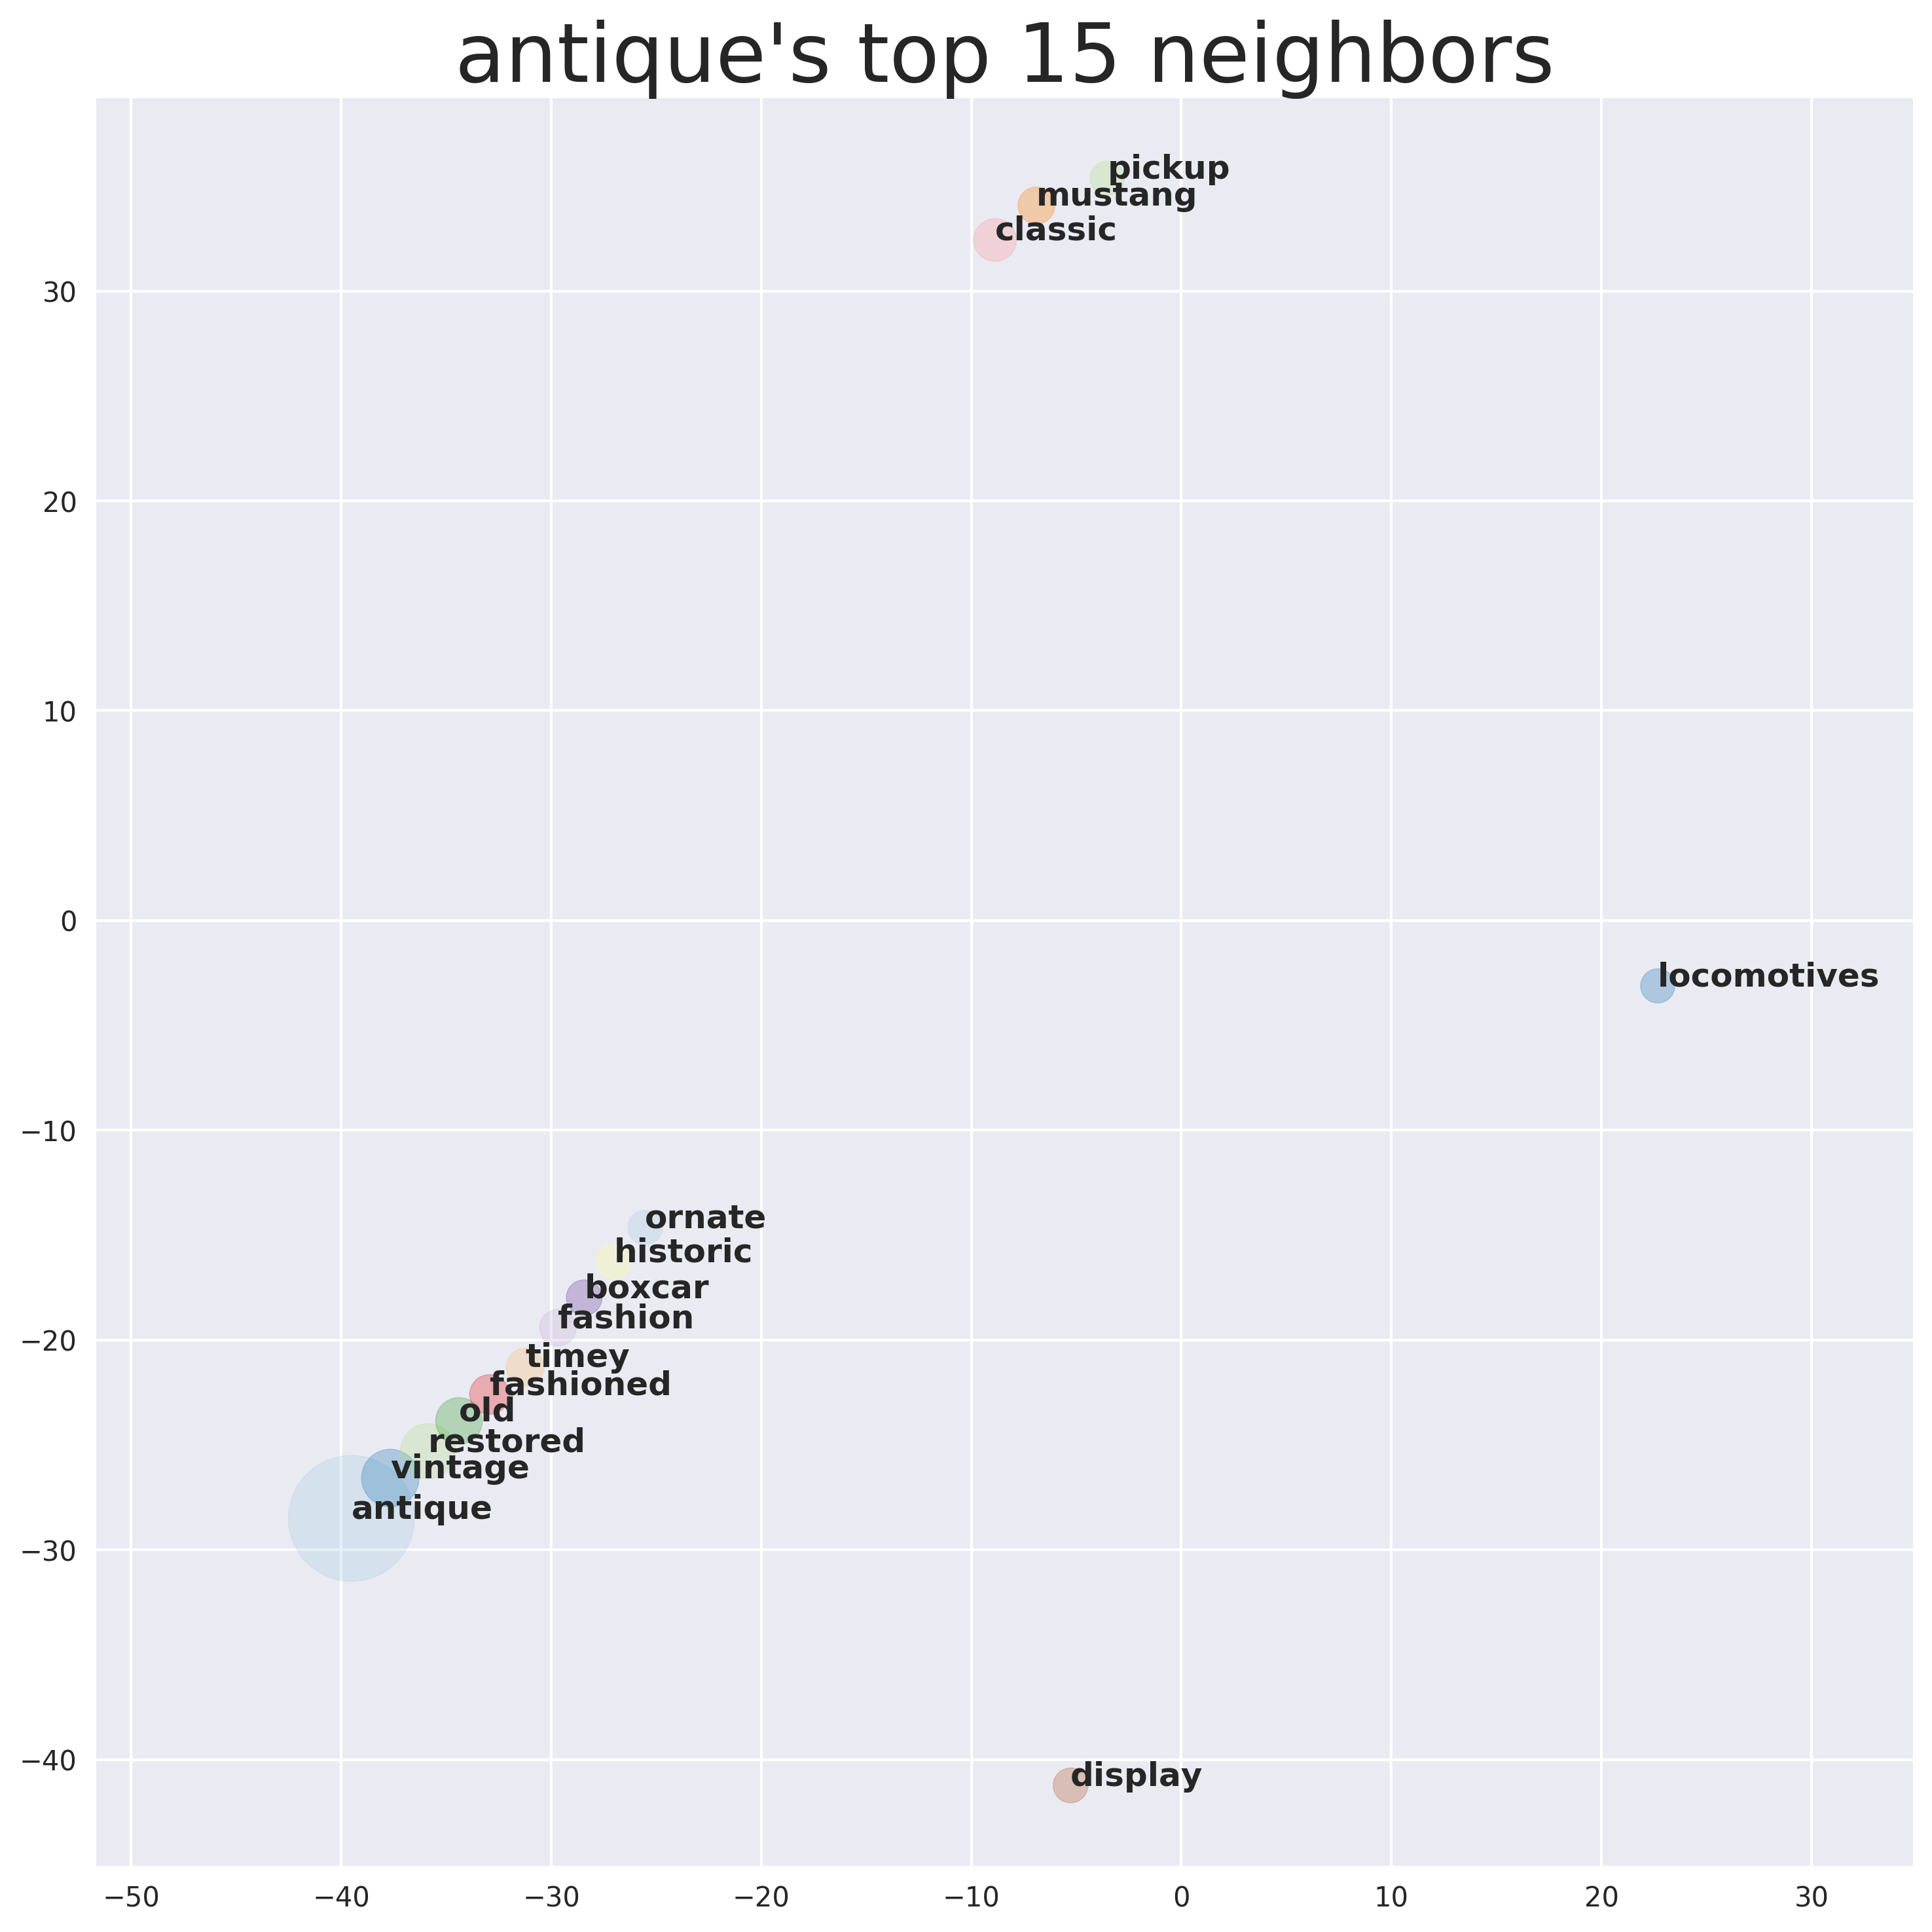 antique's top 15 neighbors
pickup
mustang
classic
30
20
10
0
locomotives
−10
ornate
historic
boxcar
fashion
−20
timey
fashioned
old
restored
vintage
antique
−30
−40
display
−50 −40 −30 −20 −10 0 10 20 30